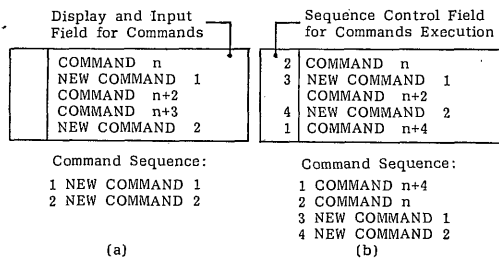 Display and Input
Field for Commands
COMMAND n
NEW COMMAND 1
COMMAND n+2
COMMAND n+3
NEW COMMAND 2
Command Sequence:
1 NEW COMMAND 1
2 NEW COMMAND 2
(a)
Sequence Control Field
for Commands Execution
2 COMMAND n
3 NEW COMMAND 1
COMMAND n+2
4 NEW COMMAND 2
1 COMMAND n+4
Command Sequence:
1 COMMAND n+4
2 COMMAND n
3 NEW COMMAND 1
4 NEW COMMAND 2
(b)